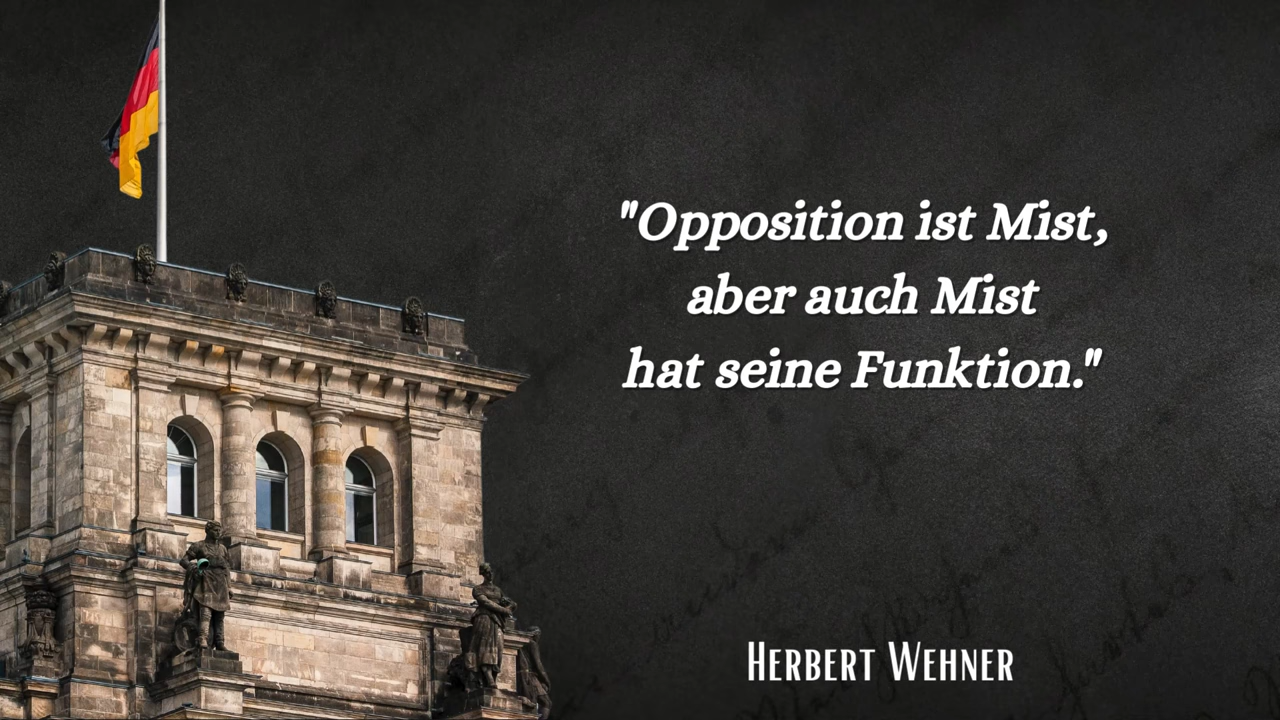 "Opposition ist Mist,
aber auch Mist
hat seine Funktion."
Herbert Wehner